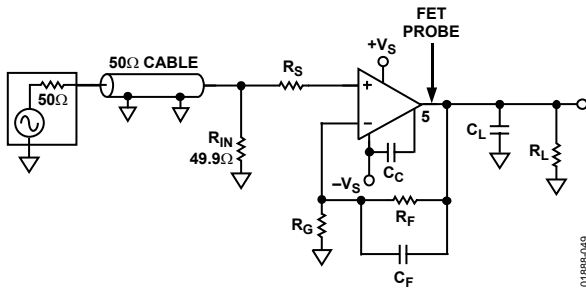 FET
PROBE
50Ω CABLE
+VS
RS
50Ω
+
−
5
RIN
49.9Ω
CC
−VS
CL
RL
RG
RF
CF
01888-049